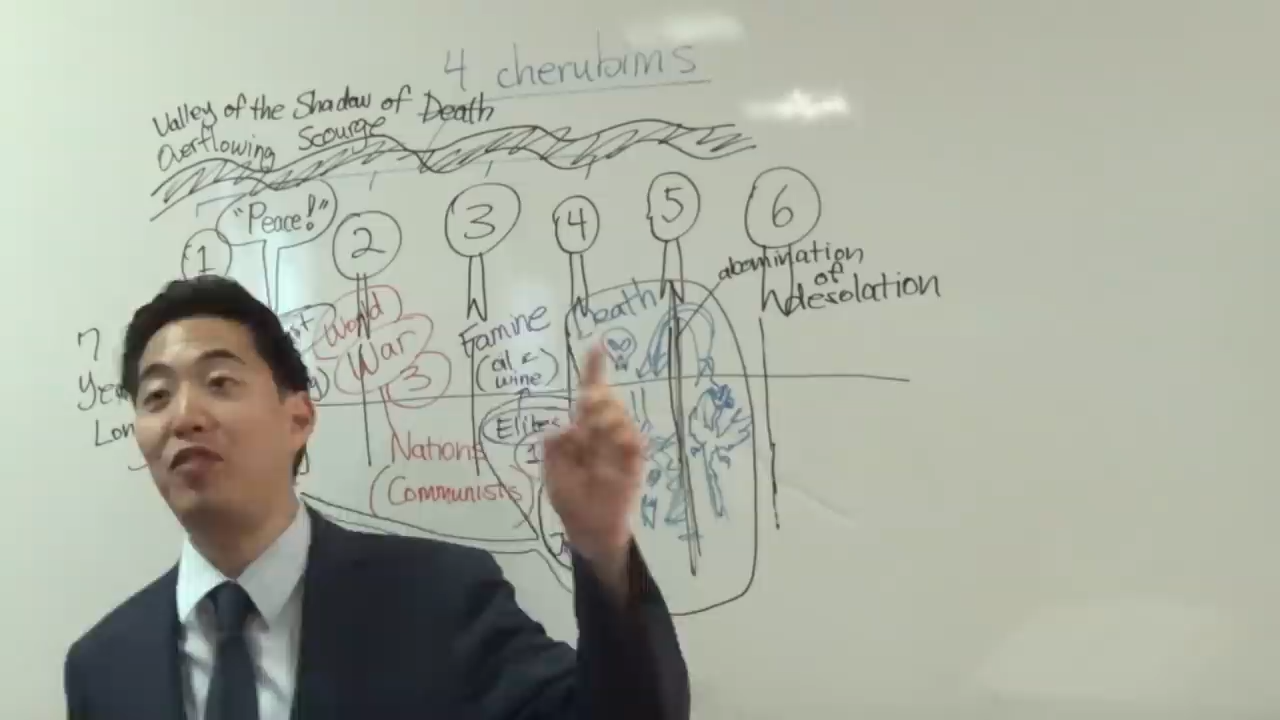 4 cherubims
Valley of the Shadow of Death
Overflowing Scourge
"Peace!"
1
2
3
4
5
6
abomination
of
desolation
World
War
3
Famine
wine)
Death
7
Elites
Nations
(Communists)